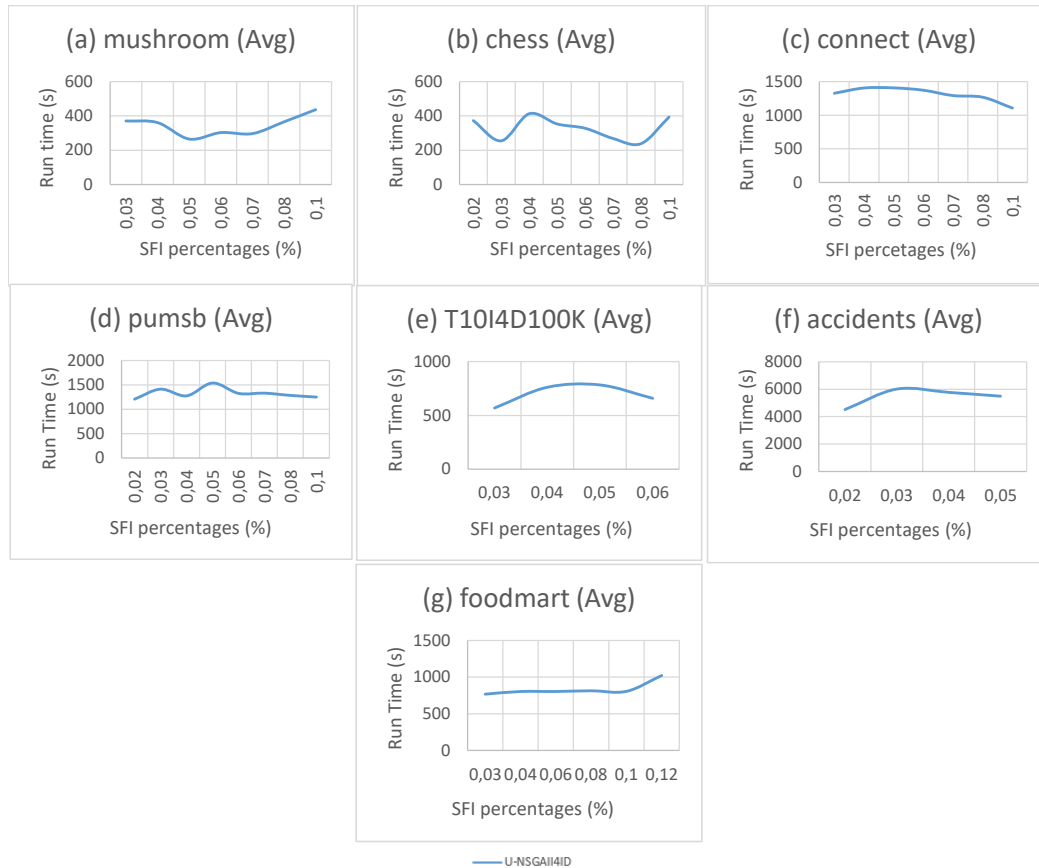 (a) mushroom (Avg)
Run time (s)
600
400
200
0
0,03
0,04
0,05
0,06
0,07
0,08
0,1
SFI percentages (%)
(b) chess (Avg)
Run time (s)
600
400
200
0
0,02
0,03
0,04
0,05
0,06
0,07
0,08
0,1
SFI percentages (%)
(c) connect (Avg)
Run Time (s)
1500
1000
500
0
0,03
0,04
0,05
0,06
0,07
0,08
0,1
SFI percetages (%)
(d) pumsb (Avg)
Run Time (s)
2000
1500
1000
500
0
0,02
0,03
0,04
0,05
0,06
0,07
0,08
0,1
SFI percentages (%)
(e) T10I4D100K (Avg)
Run Time (s)
1000
500
0
0,03 0,04 0,05 0,06
SFI percentages (%)
(f) accidents (Avg)
Run Time (s)
8000
6000
4000
2000
0
0,02 0,03 0,04 0,05
SFI percentages (%)
(g) foodmart (Avg)
Run Time (s)
1500
1000
500
0
0,03 0,04 0,06 0,08 0,1 0,12
SFI percentages (%)
U-NSGAII4ID